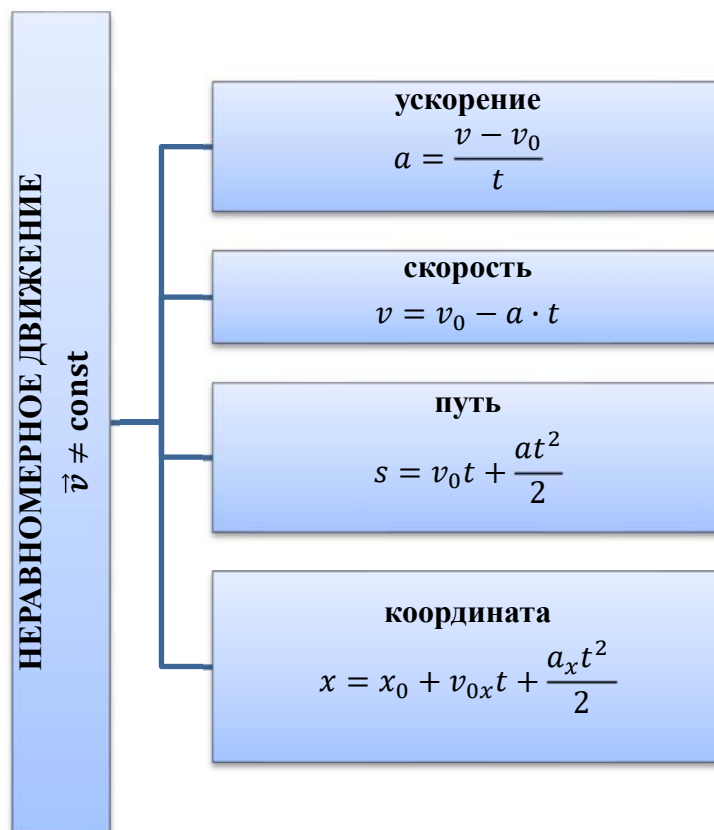 НЕРАВНОМЕРНОЕ ДВИЖЕНИЕ
v⃗ ≠ const
ускорение
a = (v − v₀)/t
скорость
v = v₀ − a · t
путь
s = v₀t + at²/2
координата
x = x₀ + v₀ₓt + aₓt²/2